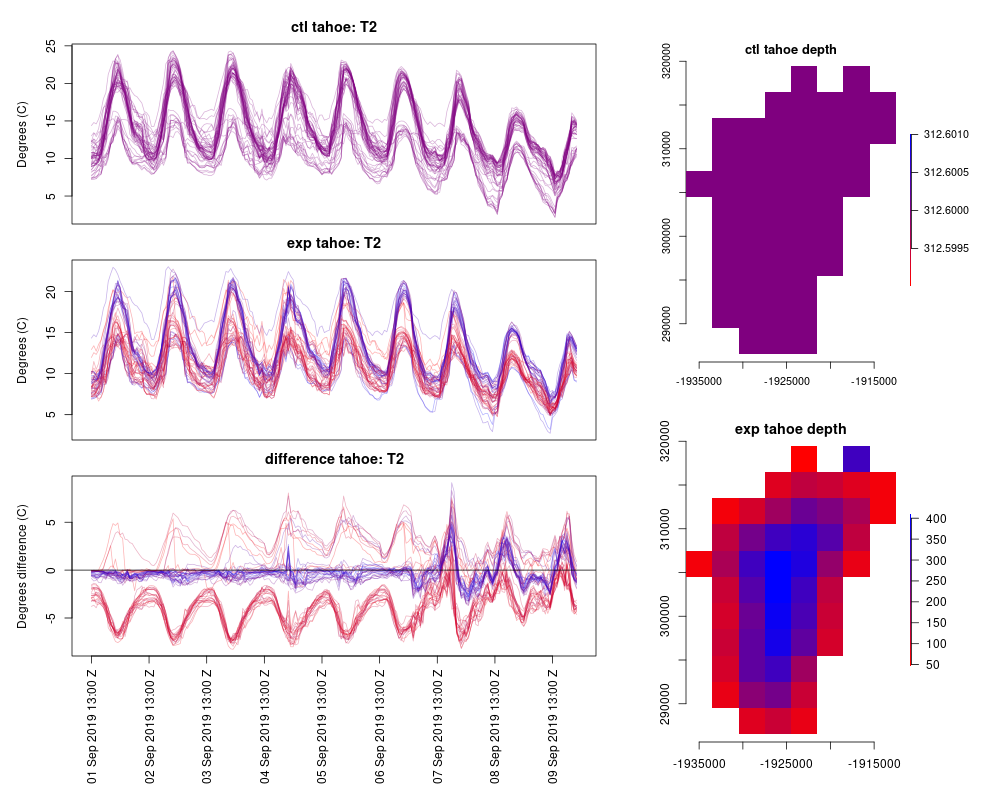 ctl tahoe: T2
Degrees (C)
25
20
15
10
5
exp tahoe: T2
Degrees (C)
20
15
10
5
difference tahoe: T2
Degrees difference (C)
5
0
-5
01 Sep 2019 13:00 Z
02 Sep 2019 13:00 Z
03 Sep 2019 13:00 Z
04 Sep 2019 13:00 Z
05 Sep 2019 13:00 Z
06 Sep 2019 13:00 Z
07 Sep 2019 13:00 Z
08 Sep 2019 13:00 Z
09 Sep 2019 13:00 Z
ctl tahoe depth
320000
310000
300000
290000
-1935000 -1925000 -1915000
312.6010
312.6005
312.6000
312.5995
exp tahoe depth
320000
310000
300000
290000
-1935000 -1925000 -1915000
400
350
300
250
200
150
100
50